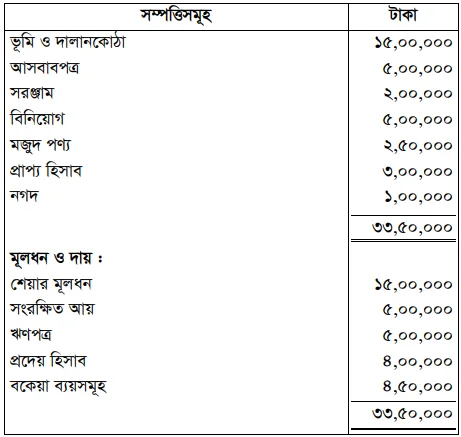 সম্পত্তিসমূহ টাকা
ভূমি ও দালানকোঠা ১৫,০০,০০০
আসবাবপত্র ৫,০০,০০০
সরঞ্জাম ২,০০,০০০
বিনিয়োগ ৫,০০,০০০
মজুদ পণ্য ২,৫০,০০০
প্রাপ্য হিসাব ৩,০০,০০০
নগদ ১,০০,০০০
৩৩,৫০,০০০
মূলধন ও দায় :
শেয়ার মূলধন ১৫,০০,০০০
সংরক্ষিত আয় ৫,০০,০০০
ঋণপত্র ৫,০০,০০০
প্রদেয় হিসাব ৪,০০,০০০
বকেয়া ব্যয়সমূহ ৪,৫০,০০০
৩৩,৫০,০০০